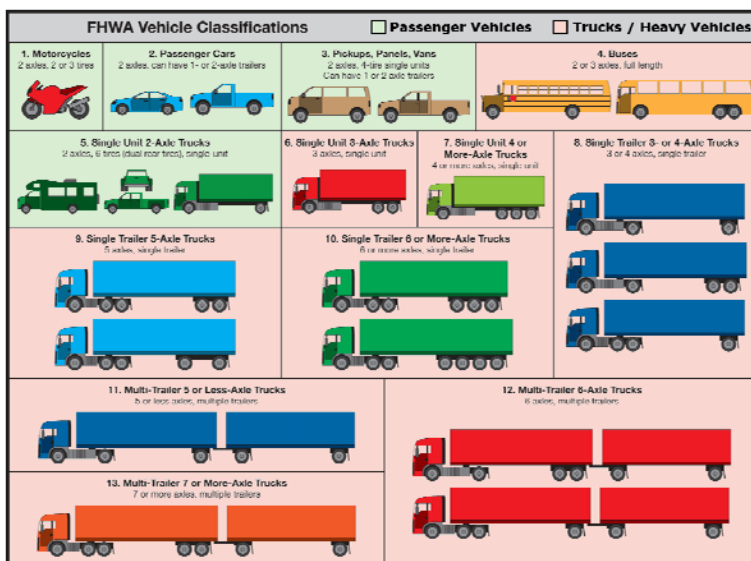 FHWA Vehicle Classifications
Passenger Vehicles
Trucks / Heavy Vehicles
1. Motorcycles
2 axles, 2 or 3 tires
2. Passenger Cars
2 axles, can have 1- or 2-axle trailers
3. Pickups, Panels, Vans
2 axles, 4-tire single units
Can have 1 or 2 axle trailers
4. Buses
2 or 3 axles, full length
5. Single Unit 2-Axle Trucks
2 axles, 6 tires (dual rear tires), single unit
6. Single Unit 3-Axle Trucks
3 axles, single unit
7. Single Unit 4 or
More-Axle Trucks
4 or more axles, single unit
8. Single Trailer 3- or 4-Axle Trucks
3 or 4 axles, single trailer
9. Single Trailer 5-Axle Trucks
5 axles, single trailer
10. Single Trailer 6 or More-Axle Trucks
6 or more axles, single trailer
11. Multi-Trailer 5 or Less-Axle Trucks
5 or less axles, multiple trailers
12. Multi-Trailer 6-Axle Trucks
6 axles, multiple trailers
13. Multi-Trailer 7 or More-Axle Trucks
7 or more axles, multiple trailers